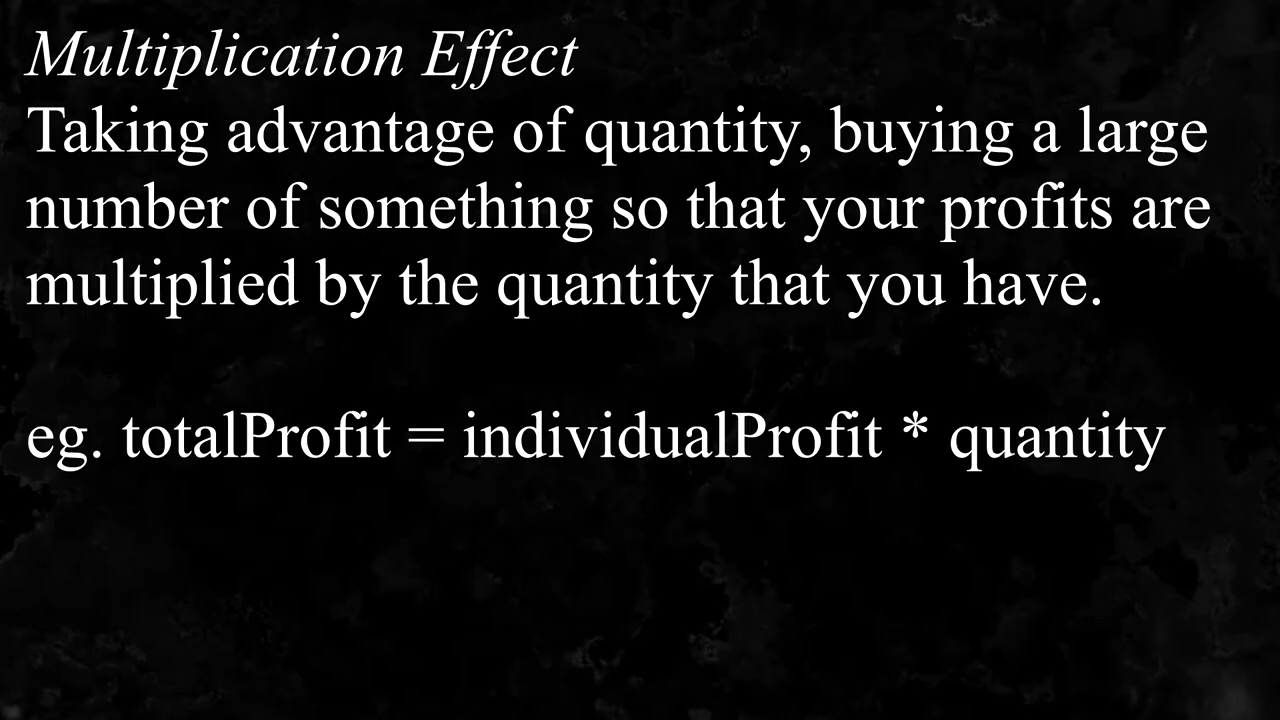 Multiplication Effect
Taking advantage of quantity, buying a large
number of something so that your profits are
multiplied by the quantity that you have.
eg. totalProfit = individualProfit * quantity